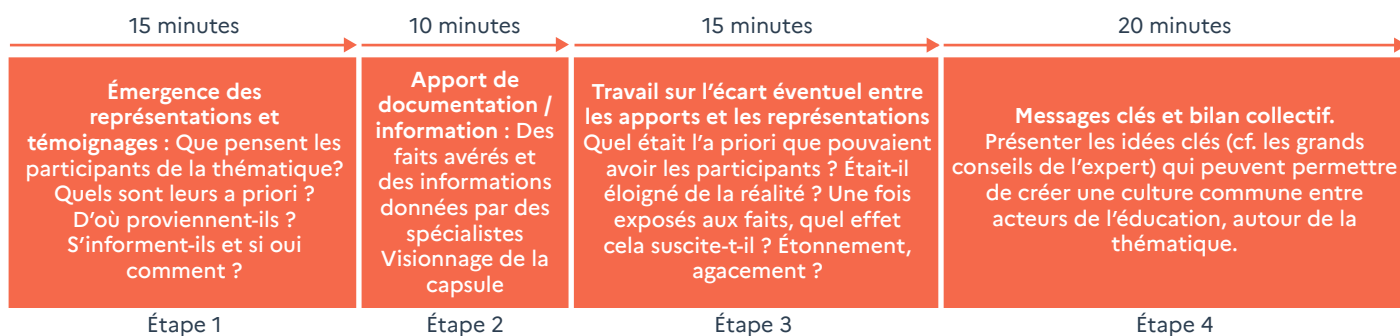 15 minutes
10 minutes
15 minutes
20 minutes
Émergence des
représentations et
témoignages : Que pensent les
participants de la thématique?
Quels sont leurs a priori ?
D’où proviennent-ils ?
S’informent-ils et si oui
comment ?
Apport de
documentation /
information : Des
faits avérés et
des informations
données par des
spécialistes
Visionnage de la
capsule
Travail sur l’écart éventuel entre
les apports et les représentations
Quel était l’a priori que pouvaient
avoir les participants ? Était-il
éloigné de la réalité ? Une fois
exposés aux faits, quel effet
cela suscite-t-il ? Étonnement,
agacement ?
Messages clés et bilan collectif.
Présenter les idées clés (cf. les grands
conseils de l’expert) qui peuvent permettre
de créer une culture commune entre
acteurs de l’éducation, autour de la
thématique.
Étape 1
Étape 2
Étape 3
Étape 4